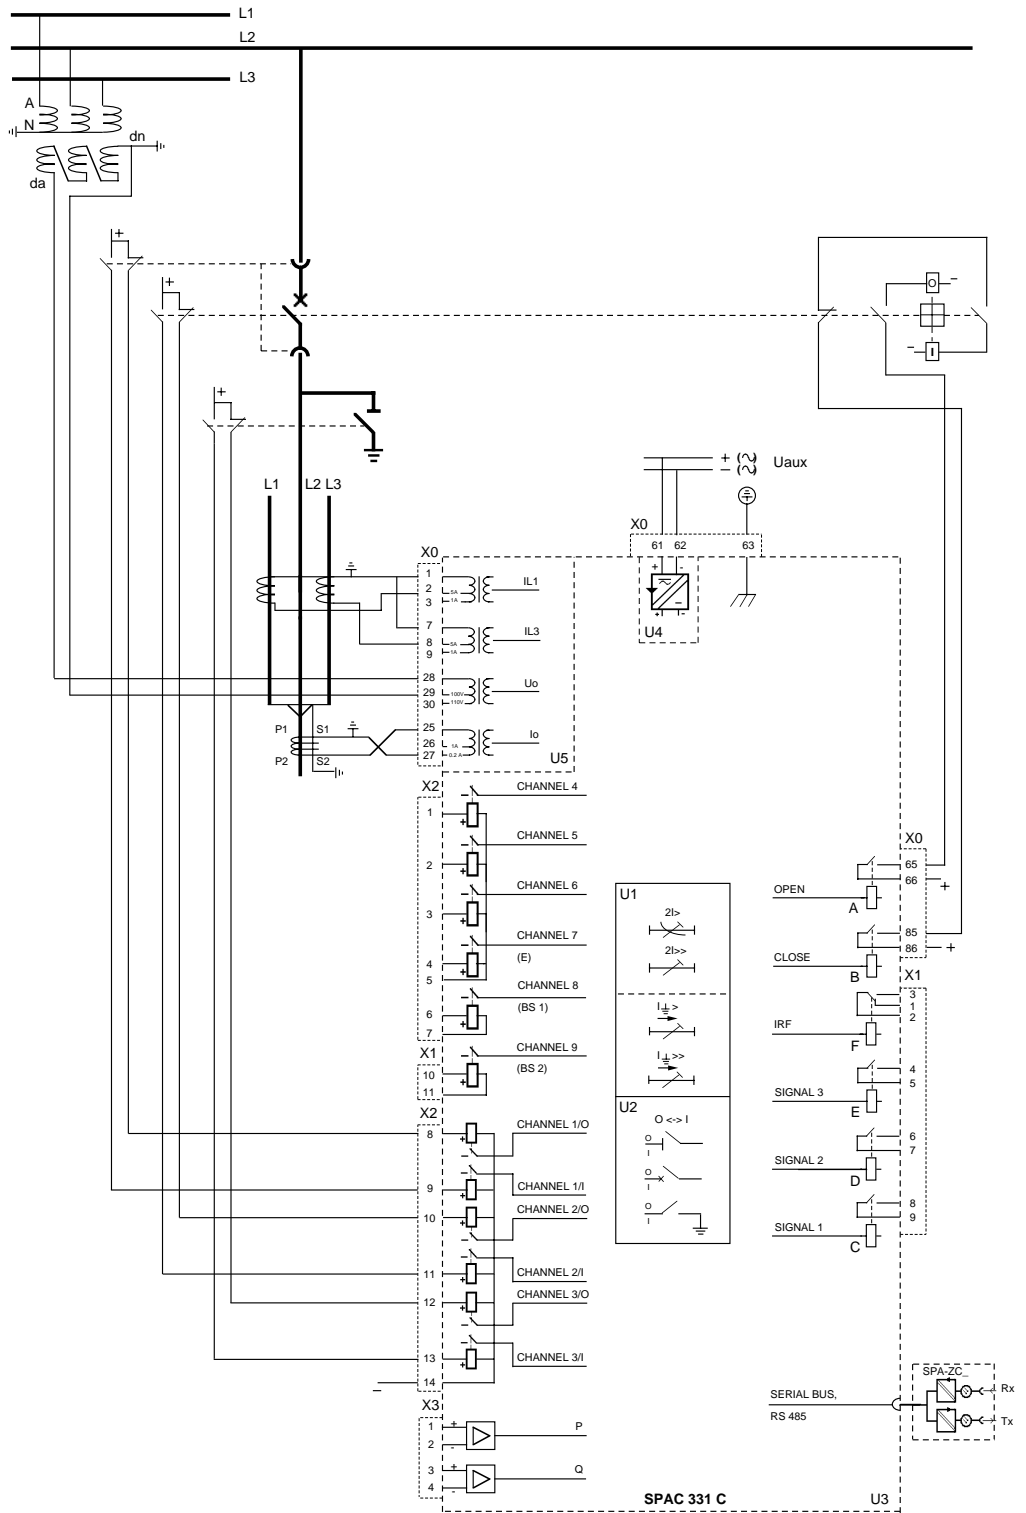 L1
L2
L3
A
N
dn
da
+
+
O
−
−
I
+
+ (∿)
− (∿)
Uaux
L1 L2 L3
X0
61 62 63
+ -
+ -
U4
X0
1
2
3
5A
1A
IL1
7
8
9
5A
1A
IL3
28
29
30
100V
110V
Uo
P1 S1
P2 S2
25
26
27
1A
0.2 A
Io
U5
X2
1
− +
CHANNEL 4
2
− +
CHANNEL 5
3
− +
CHANNEL 6
4
5
− +
CHANNEL 7
(E)
6
7
− +
CHANNEL 8
(BS 1)
X1
10
11
− +
CHANNEL 9
(BS 2)
X2
8
+ −
CHANNEL 1/O
9
− +
CHANNEL 1/I
10
+ −
CHANNEL 2/O
11
− +
CHANNEL 2/I
12
+ −
CHANNEL 3/O
13
− +
CHANNEL 3/I
− 14
X3
1 +
2 -
P
3 +
4 -
Q
U1
2I>
2I>>
I >
I >>
U2
O <-> I
O
I
O
I
O
I
X0
65
66 +
OPEN
A
85
86 +
CLOSE
B
X1
3
1
2
IRF
F
4
5
SIGNAL 3
E
6
7
SIGNAL 2
D
8
9
SIGNAL 1
C
SPA-ZC_
Rx
Tx
SERIAL BUS,
RS 485
SPAC 331 C
U3